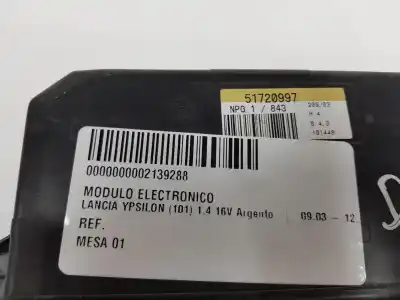 51720997
NPG 1 / 843
H 4
0000000002139288
MODULO ELECTRONICO
LANCIA YPSILON (101) 1.4 16V Argento | 09.03 - 12.
REF.
MESA 01